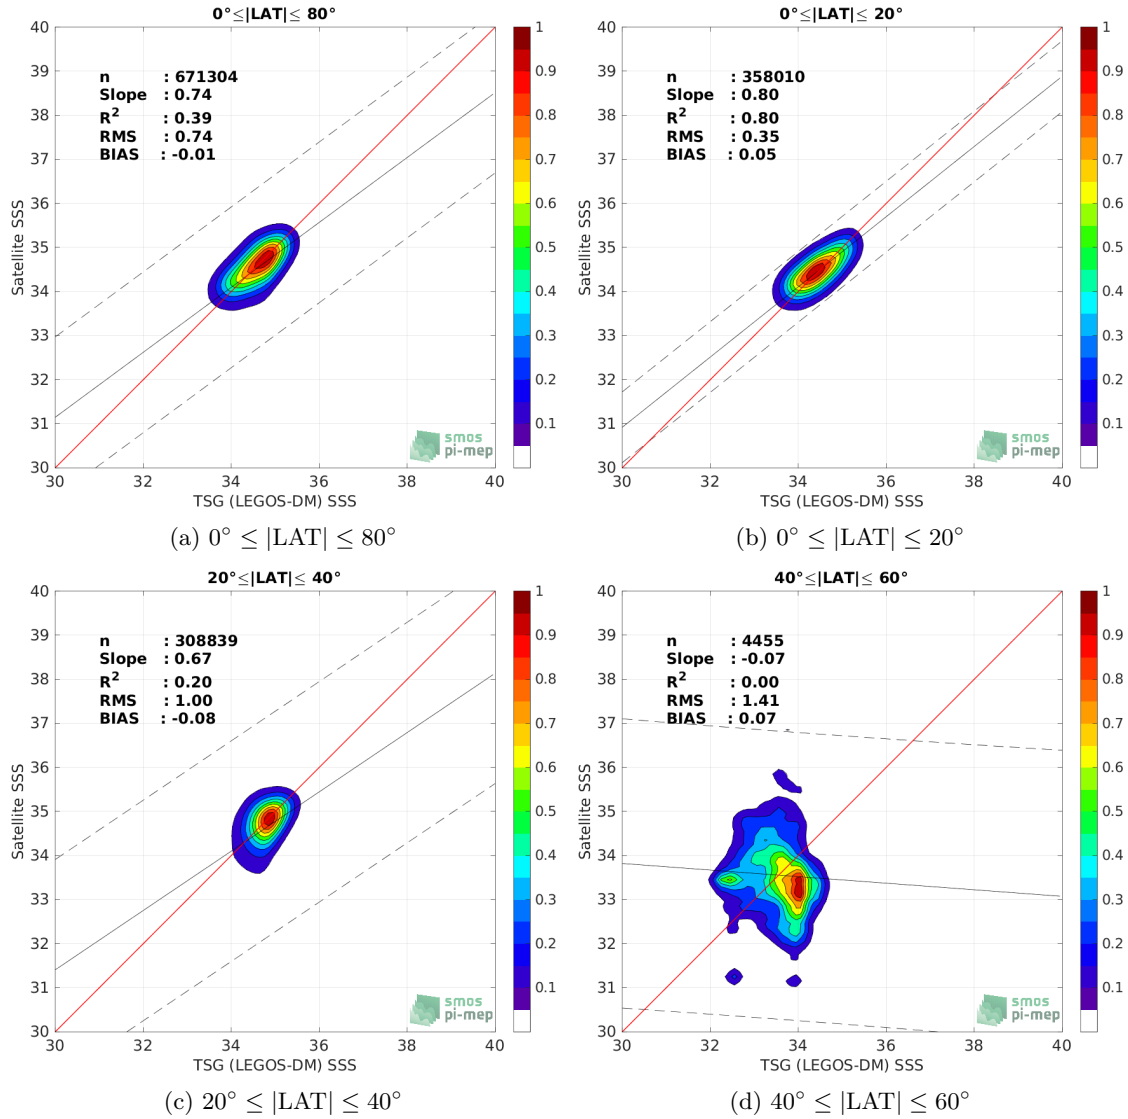 0°≤|LAT|≤ 80°
40
39
38
37
36
35
34
33
32
31
30
Satellite SSS
n : 671304
Slope : 0.74
R² : 0.39
RMS : 0.74
BIAS : -0.01
smos
pi-mep
30 32 34 36 38 40
TSG (LEGOS-DM) SSS
1
0.9
0.8
0.7
0.6
0.5
0.4
0.3
0.2
0.1
(a) 0° ≤ |LAT| ≤ 80°
0°≤|LAT|≤ 20°
40
39
38
37
36
35
34
33
32
31
30
Satellite SSS
n : 358010
Slope : 0.80
R² : 0.80
RMS : 0.35
BIAS : 0.05
smos
pi-mep
30 32 34 36 38 40
TSG (LEGOS-DM) SSS
1
0.9
0.8
0.7
0.6
0.5
0.4
0.3
0.2
0.1
(b) 0° ≤ |LAT| ≤ 20°
20°≤|LAT|≤ 40°
40
39
38
37
36
35
34
33
32
31
30
Satellite SSS
n : 308839
Slope : 0.67
R² : 0.20
RMS : 1.00
BIAS : -0.08
smos
pi-mep
30 32 34 36 38 40
TSG (LEGOS-DM) SSS
1
0.9
0.8
0.7
0.6
0.5
0.4
0.3
0.2
0.1
(c) 20° ≤ |LAT| ≤ 40°
40°≤|LAT|≤ 60°
40
39
38
37
36
35
34
33
32
31
30
Satellite SSS
n : 4455
Slope : -0.07
R² : 0.00
RMS : 1.41
BIAS : 0.07
smos
pi-mep
30 32 34 36 38 40
TSG (LEGOS-DM) SSS
1
0.9
0.8
0.7
0.6
0.5
0.4
0.3
0.2
0.1
(d) 40° ≤ |LAT| ≤ 60°